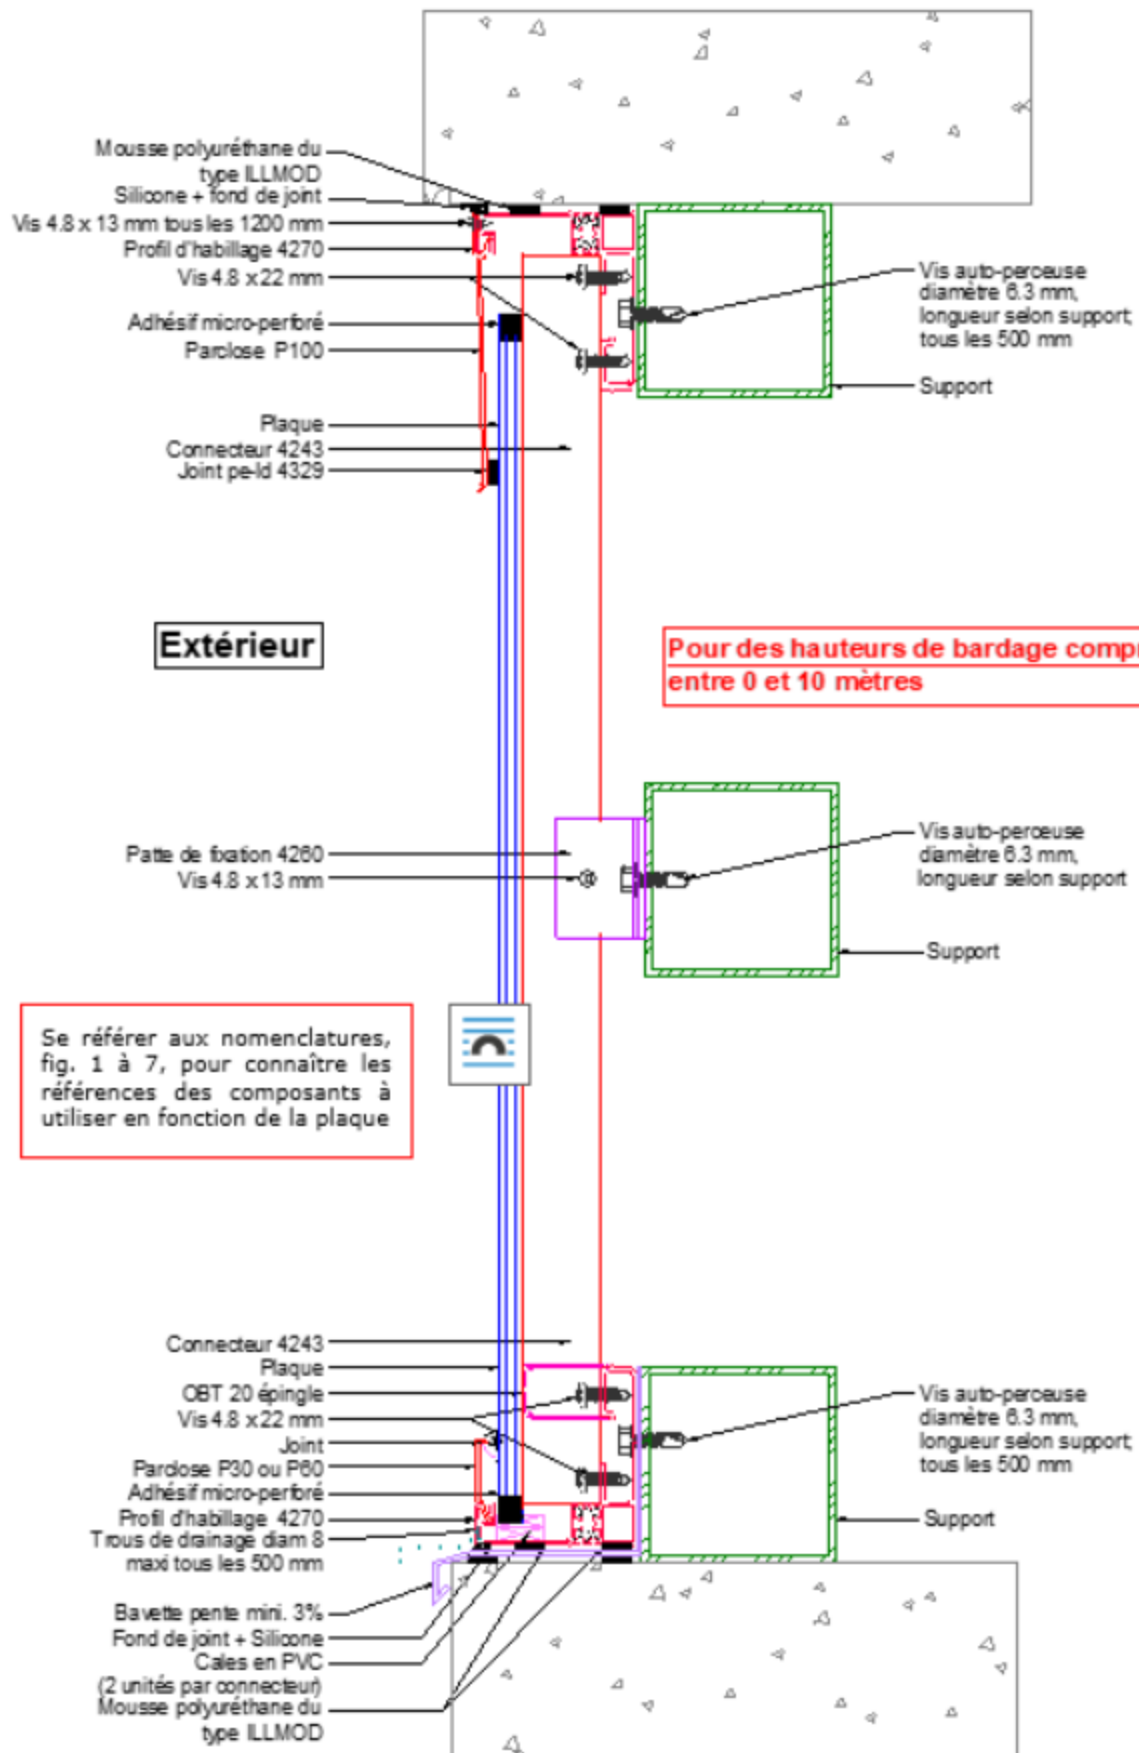 Mousse polyuréthane du
type ILLMOD
Silicone + fond de joint
Vis 4.8 x 13 mm tous les 1200 mm
Profil d'habillage 4270
Vis 4.8 x 22 mm
Adhésif micro-perforé
Parclose P100
Plaque
Connecteur 4243
Joint pe-ld 4329
Vis auto-perceuse
diamètre 6.3 mm,
longueur selon support,
tous les 500 mm
Support
Extérieur
Pour des hauteurs de bardage compr
entre 0 et 10 mètres
Patte de fixation 4260
Vis 4.8 x 13 mm
Vis auto-perceuse
diamètre 6.3 mm,
longueur selon support
Support
Se référer aux nomenclatures,
fig. 1 à 7, pour connaître les
références des composants à
utiliser en fonction de la plaque
Connecteur 4243
Plaque
OBT 20 épingle
Vis 4.8 x 22 mm
Joint
Parclose P30 ou P60
Adhésif micro-perforé
Profil d'habillage 4270
Trous de drainage diam 8
maxi tous les 500 mm
Vis auto-perceuse
diamètre 6.3 mm,
longueur selon support,
tous les 500 mm
Support
Bavette pente mini. 3%
Fond de joint + Silicone
Cales en PVC
(2 unités par connecteur)
Mousse polyuréthane du
type ILLMOD